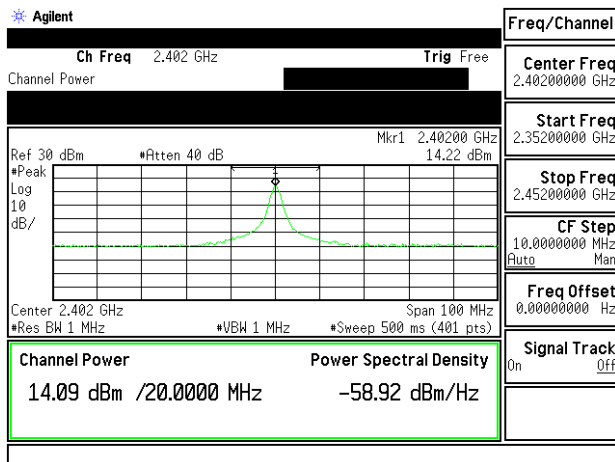 Agilent
Freq/Channel
Ch Freq 2.402 GHz Trig Free
Channel Power
Center Freq
2.40200000 GHz
Start Freq
2.35200000 GHz
Stop Freq
2.45200000 GHz
CF Step
10.0000000 MHz
Auto Man
Freq Offset
0.00000000 Hz
Signal Track
On Off
Mkr1 2.40200 GHz
Ref 30 dBm #Atten 40 dB 14.22 dBm
#Peak
Log
10
dB/
1
Center 2.402 GHz Span 100 MHz
#Res BW 1 MHz #VBW 1 MHz #Sweep 500 ms (401 pts)
Channel Power Power Spectral Density
14.09 dBm /20.0000 MHz -58.92 dBm/Hz